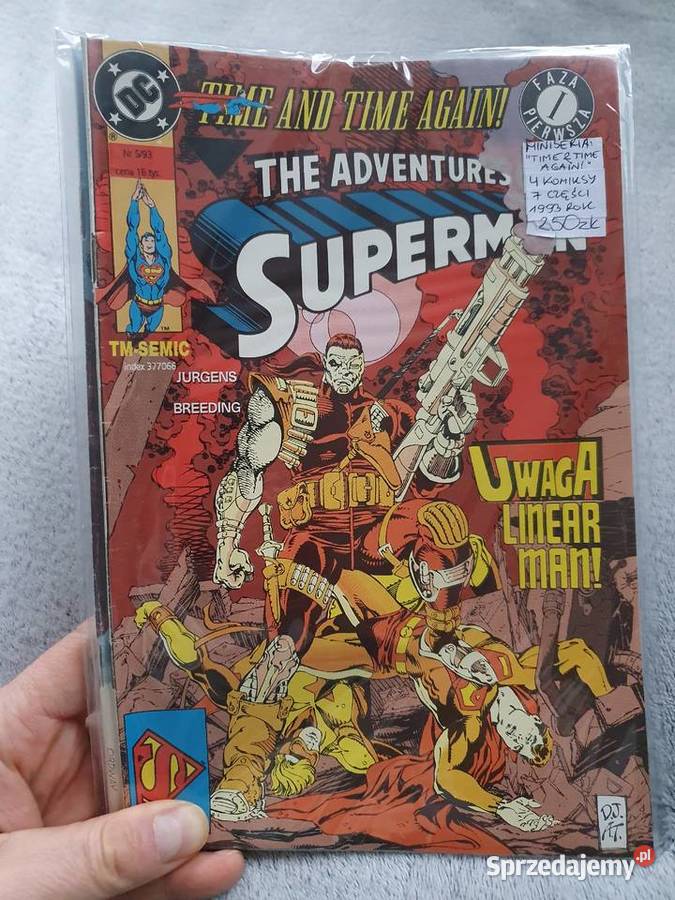 DC
®
TIME AND TIME AGAIN!
FAZA
1
PIERWSZA
Nr 5/93
cena 16 tys.
MINISERIA:
"TIME & TIME
AGAIN!"
4 KOMIKSY
7 CZĘŚCI
1993 ROK
250zł
THE ADVENTURES
SUPERMAN
TM
TM-SEMIC
index 377066
JURGENS
BREEDING
UWAGA
LINEAR
MAN!
S
D.J.
A.T.
Sprzedajemy.pl